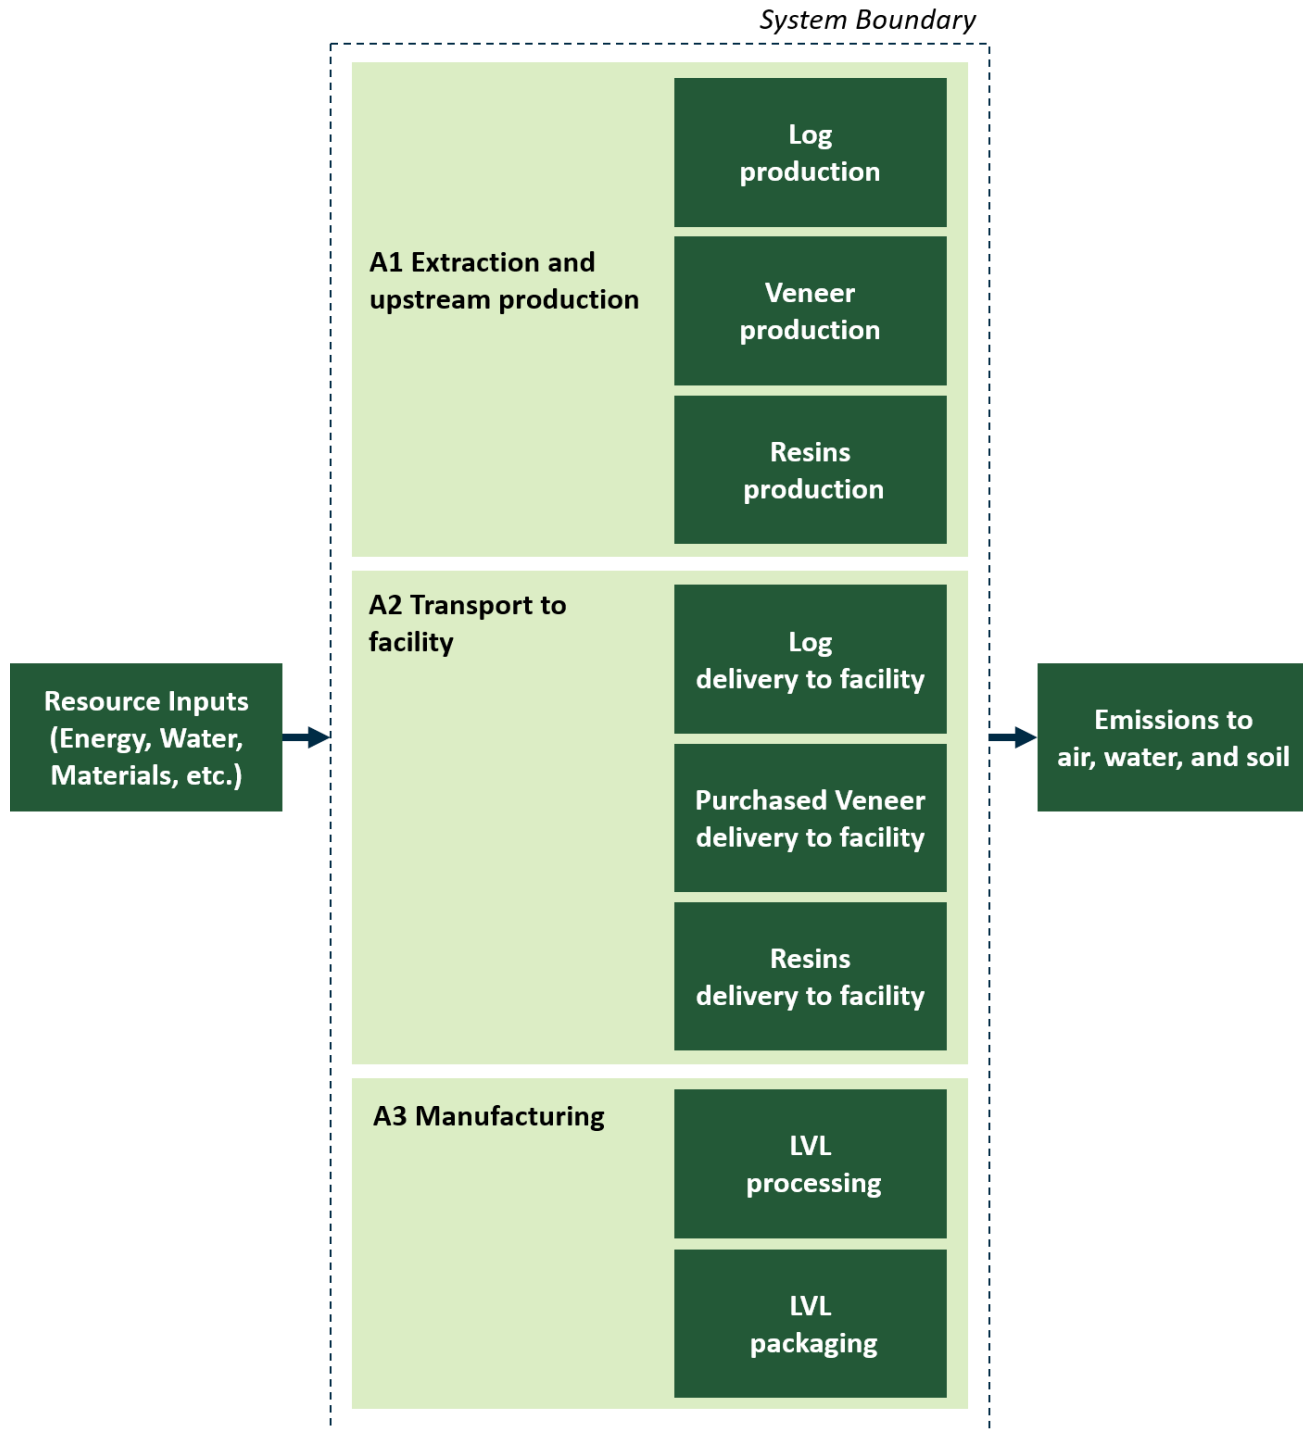 System Boundary
Log
production
A1 Extraction and
upstream production
Veneer
production
Resins
production
A2 Transport to
facility
Log
delivery to facility
Resource Inputs
(Energy, Water,
Materials, etc.)
Emissions to
air, water, and soil
Purchased Veneer
delivery to facility
Resins
delivery to facility
A3 Manufacturing
LVL
processing
LVL
packaging